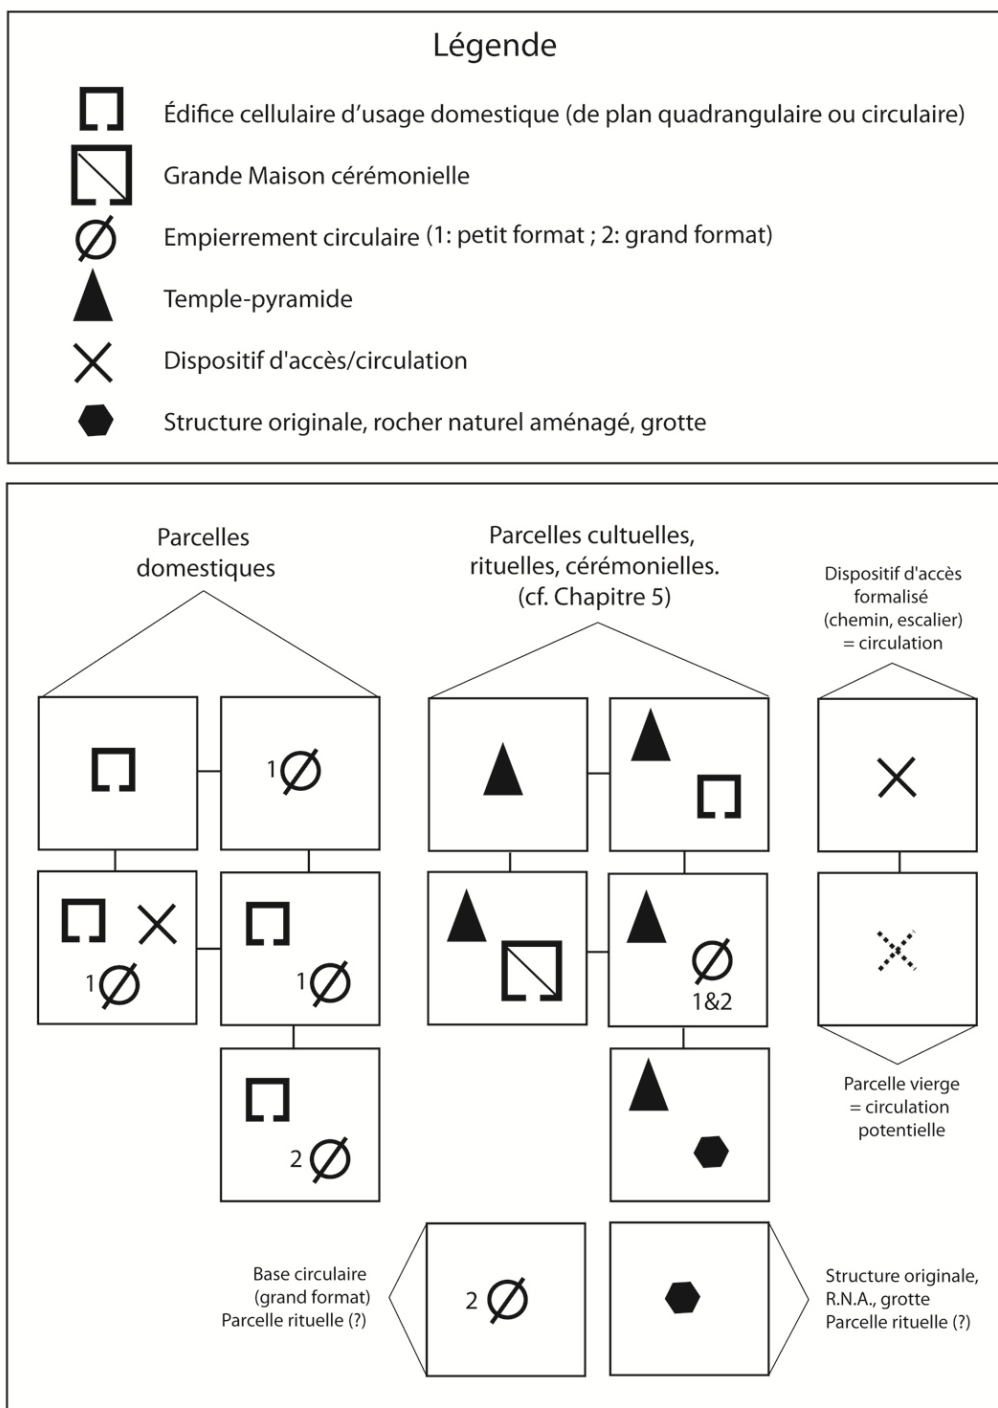 Légende
Édifice cellulaire d'usage domestique (de plan quadrangulaire ou circulaire)
Grande Maison cérémonielle
Empierrement circulaire (1: petit format ; 2: grand format)
Temple-pyramide
Dispositif d'accès/circulation
Structure originale, rocher naturel aménagé, grotte
Parcelles
domestiques
Parcelles cultuelles,
rituelles, cérémonielles.
(cf. Chapitre 5)
Dispositif d'accès
formalisé
(chemin, escalier)
= circulation
1
1
1
1&2
2
Parcelle vierge
= circulation
potentielle
Base circulaire
(grand format)
Parcelle rituelle (?)
2
Structure originale,
R.N.A., grotte
Parcelle rituelle (?)